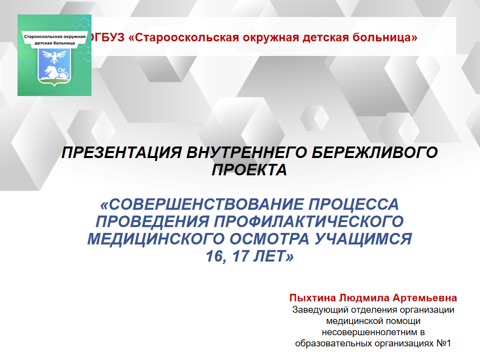 Старооскольская окружная
детская больница
ОГБУЗ «Старооскольская окружная детская больница»
ПРЕЗЕНТАЦИЯ ВНУТРЕННЕГО БЕРЕЖЛИВОГО
ПРОЕКТА
«СОВЕРШЕНСТВОВАНИЕ ПРОЦЕССА
ПРОВЕДЕНИЯ ПРОФИЛАКТИЧЕСКОГО
МЕДИЦИНСКОГО ОСМОТРА УЧАЩИМСЯ
16, 17 ЛЕТ»
Пыхтина Людмила Артемьевна
Заведующий отделения организации
медицинской помощи
несовершеннолетним в
образовательных организациях №1